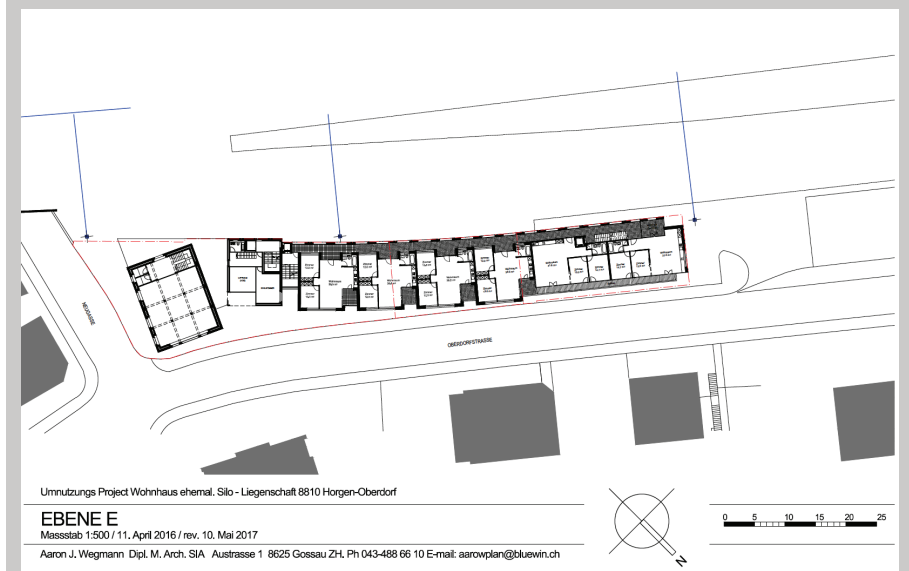 NEUGASSE
OBERDORFSTRASSE
Umnutzungs Project Wohnhaus ehemal. Silo - Liegenschaft 8810 Horgen-Oberdorf
EBENE E
Massstab 1:500 / 11. April 2016 / rev. 10. Mai 2017
Aaron J. Wegmann Dipl. M. Arch. SIA Austrasse 1 8625 Gossau ZH. Ph 043-488 66 10 E-mail: aarowplan@bluewin.ch
N
0 5 10 15 20 25